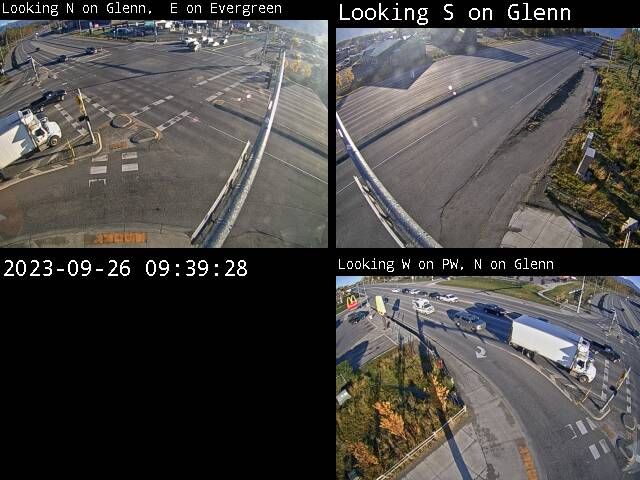 Looking N on Glenn,  E on Evergreen
Looking S on Glenn
2023-09-26 09:39:28
Looking W on PW, N on Glenn